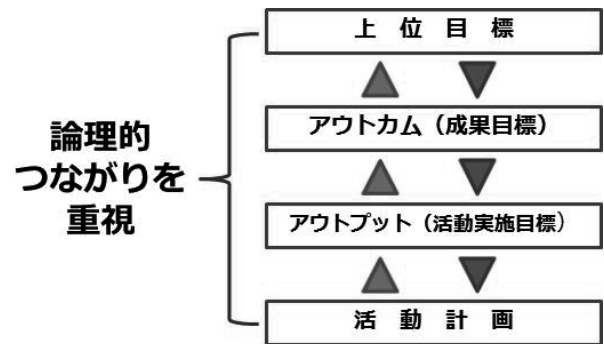 上 位 目 標
アウトカム（成果目標）
論理的
つながりを
重視
アウトプット（活動実施目標）
活 動 計 画